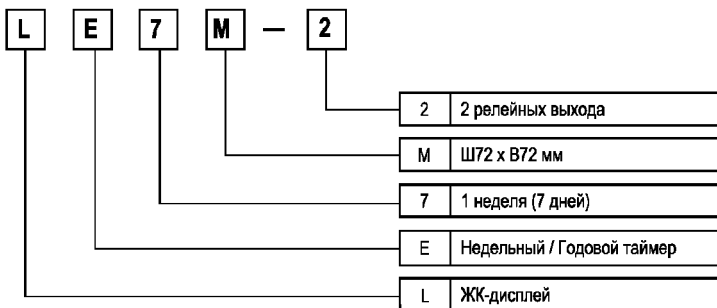 L E 7 M — 2
2 2 релейных выхода
M Ш72 x В72 мм
7 1 неделя (7 дней)
E Недельный / Годовой таймер
L ЖК-дисплей